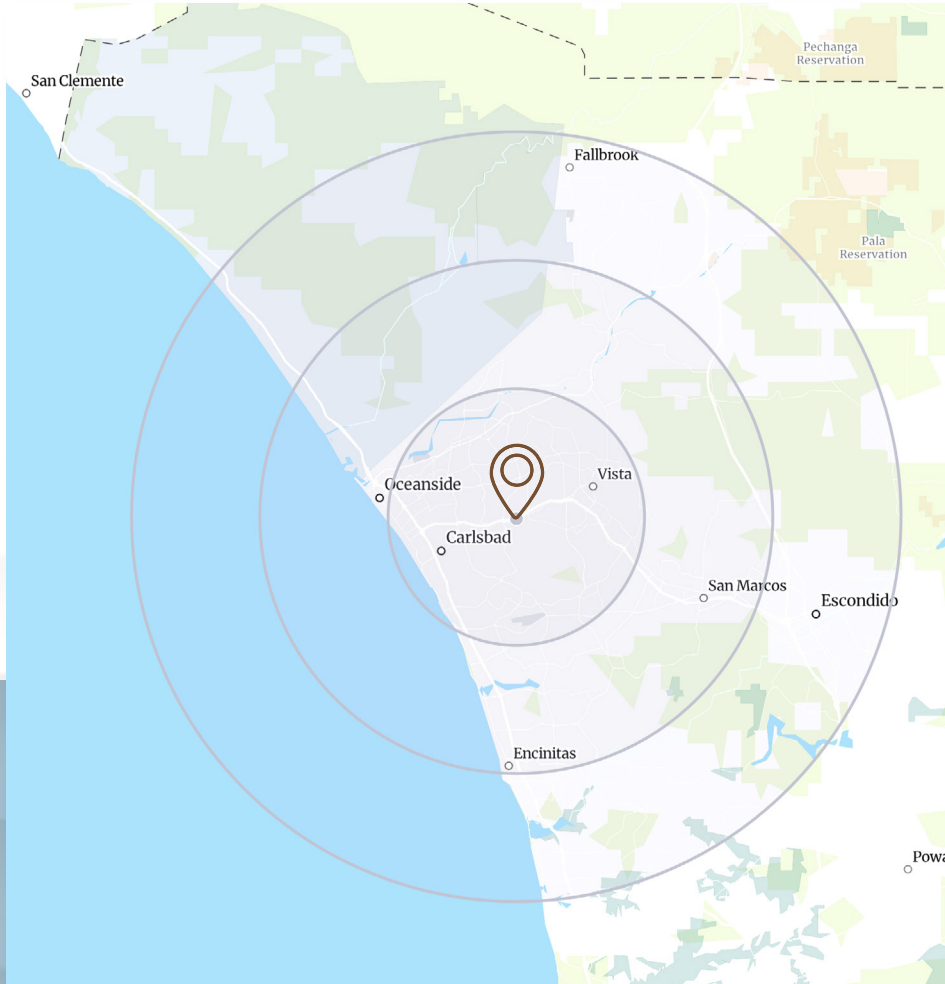 Pechanga
Reservation
San Clemente
Fallbrook
Pala
Reservation
Vista
Oceanside
Carlsbad
San Marcos
Escondido
Encinitas
Powa